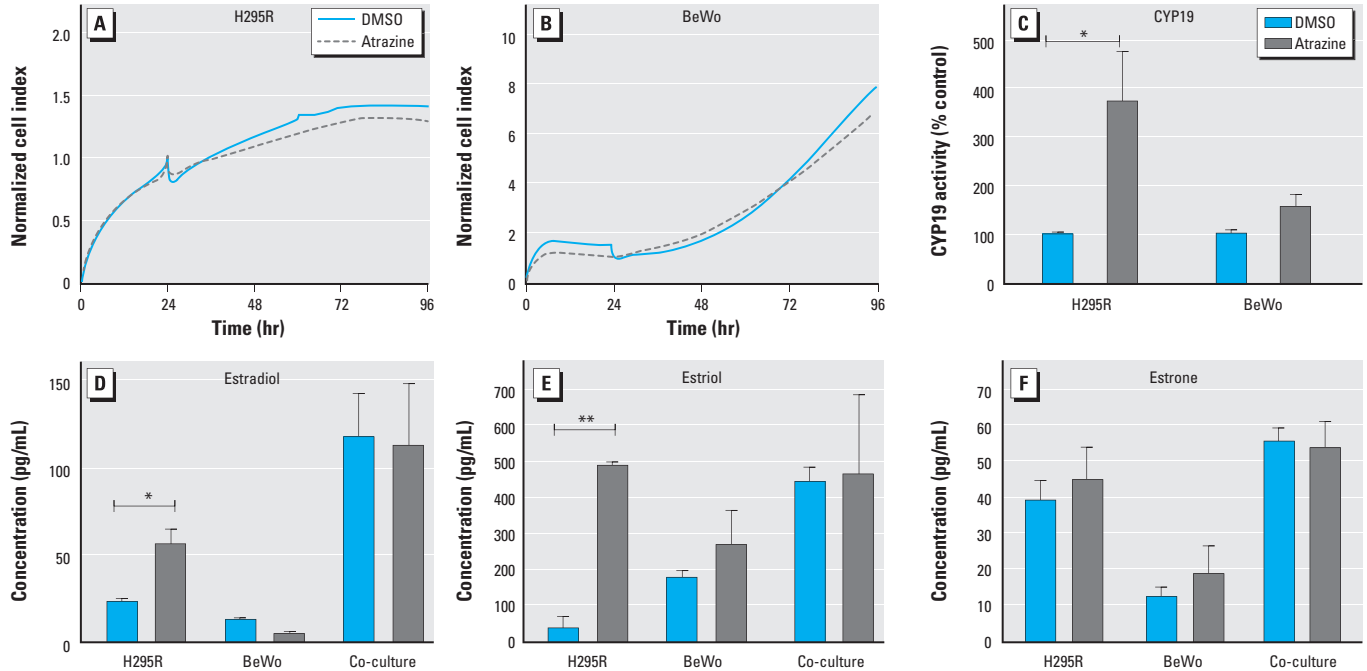 A
H295R
DMSO
Atrazine
Normalized cell index
2.0
1.5
1.0
0.5
0
0
24
48
72
96
Time (hr)
B
BeWo
Normalized cell index
10
8
6
4
2
0
0
24
48
72
96
Time (hr)
C
CYP19
DMSO
Atrazine
CYP19 activity (% control)
500
400
300
200
100
0
*
H295R
BeWo
D
Estradiol
Concentration (pg/mL)
150
100
50
0
*
H295R
BeWo
Co-culture
E
Estriol
Concentration (pg/mL)
700
600
500
400
300
200
100
0
**
H295R
BeWo
Co-culture
F
Estrone
Concentration (pg/mL)
70
60
50
40
30
20
10
0
H295R
BeWo
Co-culture